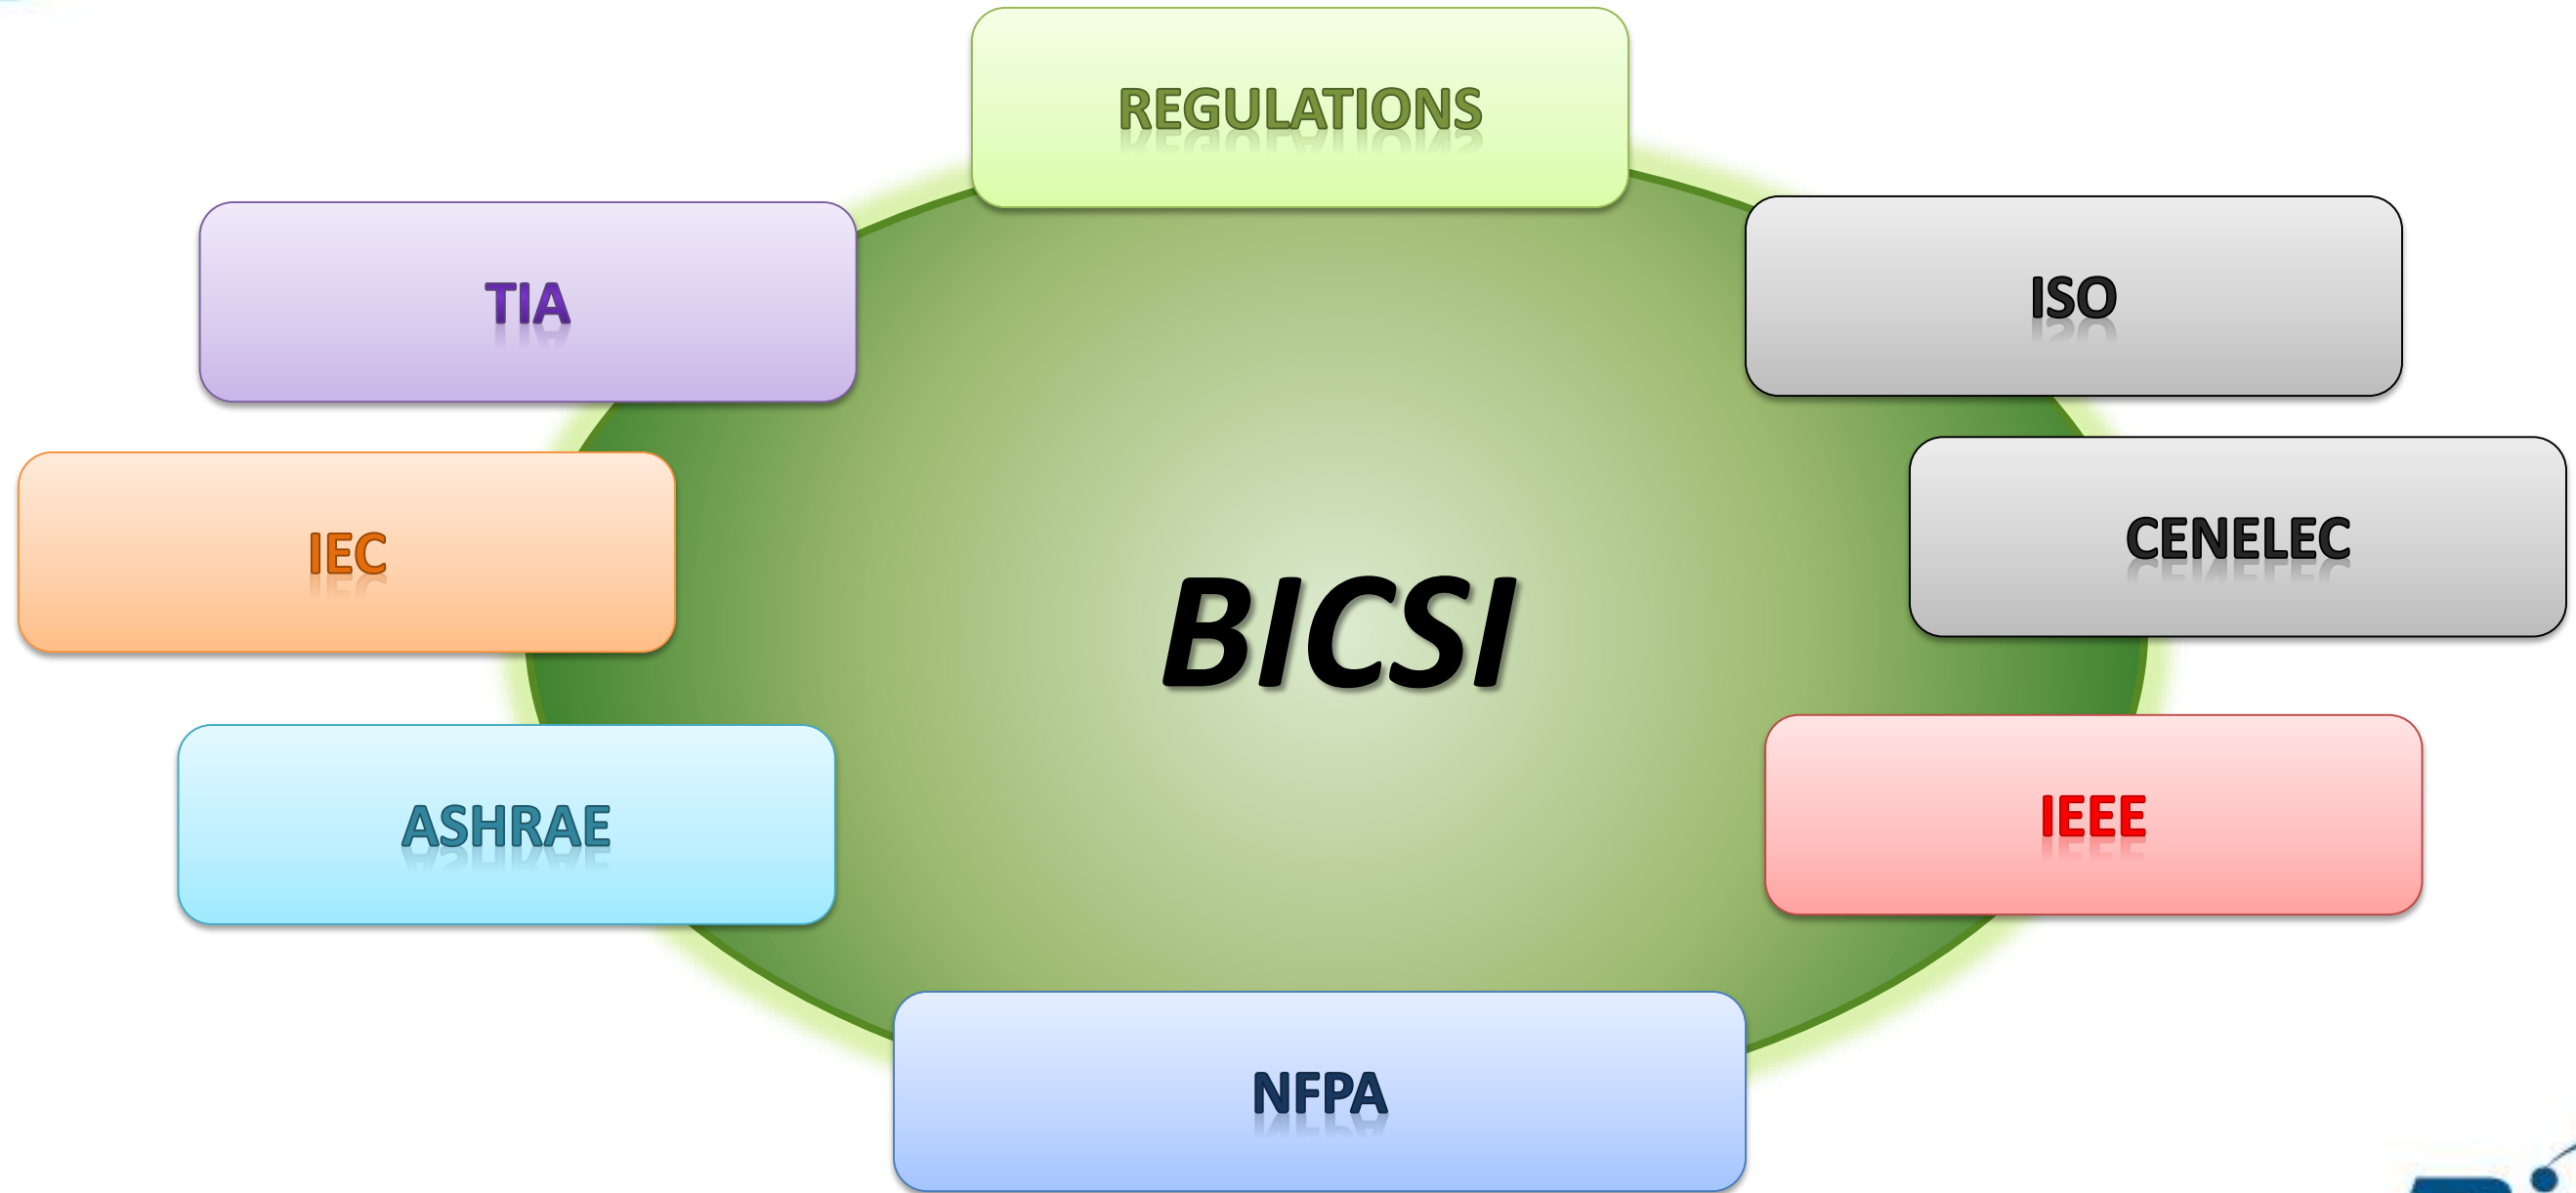 REGULATIONS
TIA
ISO
IEC
CENELEC
BICSI
ASHRAE
IEEE
NFPA